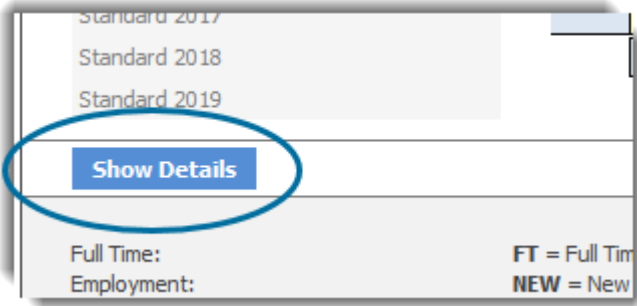 Standard 2017
Standard 2018
Standard 2019
Show Details
Full Time:
FT = Full Tim
Employment:
NEW = New